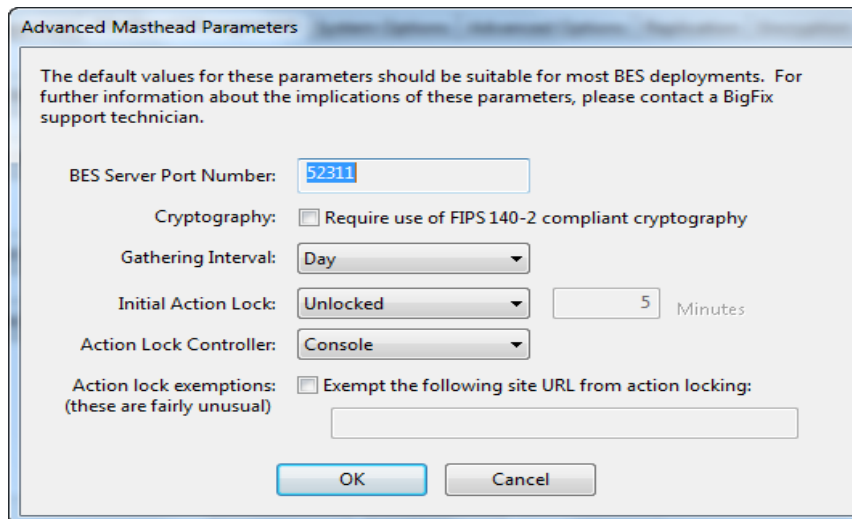 Advanced Masthead Parameters
The default values for these parameters should be suitable for most BES deployments.  For
further information about the implications of these parameters, please contact a BigFix
support technician.
BES Server Port Number: 52311
Cryptography: Require use of FIPS 140-2 compliant cryptography
Gathering Interval: Day
Initial Action Lock: Unlocked 5 Minutes
Action Lock Controller: Console
Action lock exemptions: Exempt the following site URL from action locking:
(these are fairly unusual)
OK Cancel